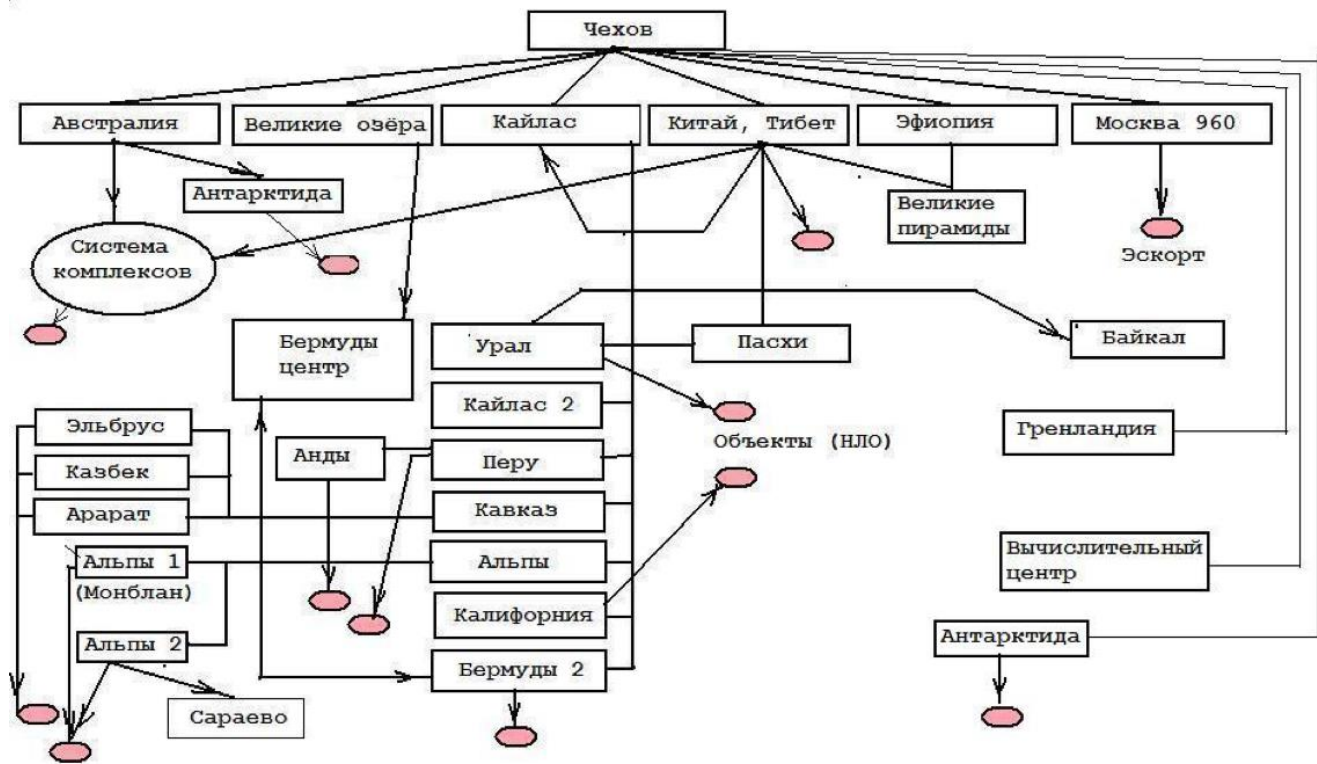 Чехов
Австралия
Великие озёра
Кайлас
Китай, Тибет
Эфиопия
Москва 960
Антарктида
Великие
пирамиды
Система
комплексов
Эскорт
Бермуды
центр
Урал
Пасхи
Байкал
Кайлас 2
Объекты (НЛО)
Гренландия
Эльбрус
Анды
Перу
Казбек
Кавказ
Арарат
Альпы 1
(Монблан)
Альпы
Вычислительный
центр
Калифорния
Антарктида
Альпы 2
Бермуды 2
Сараево